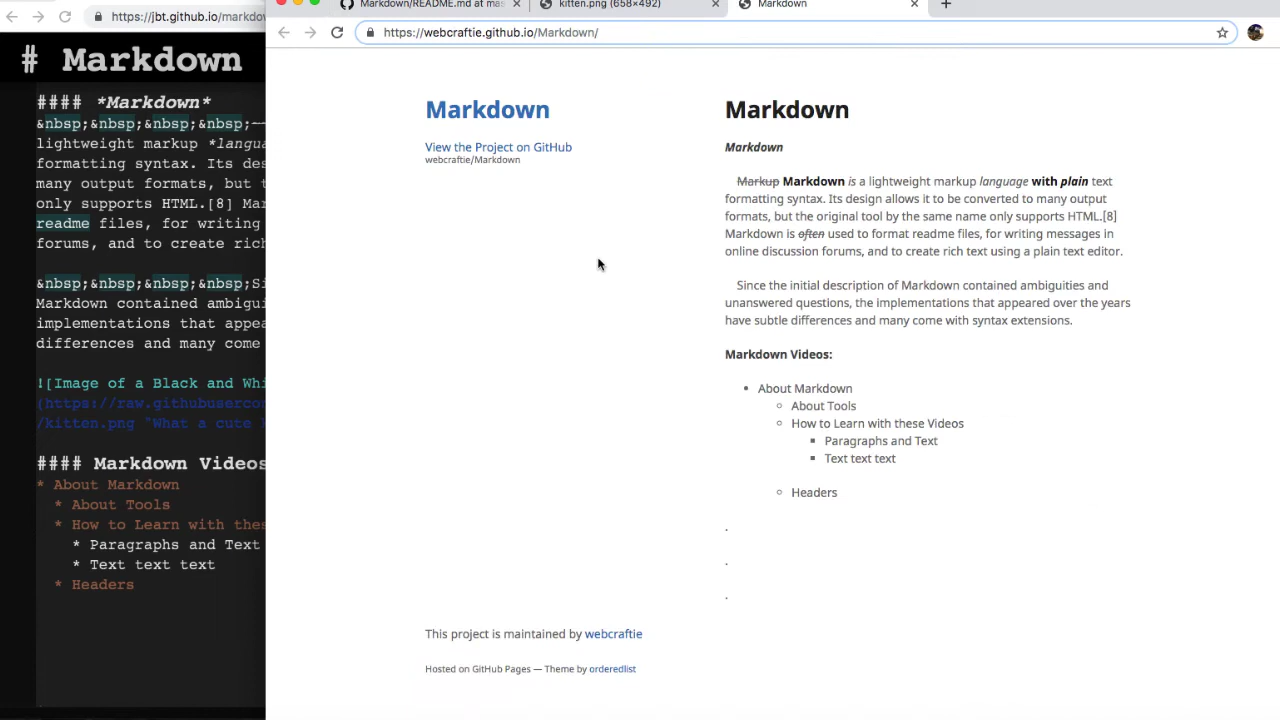 https://jbt.github.io/markdow
# Markdown
#### *Markdown*
&nbsp;&nbsp;&nbsp;&nbsp;~~
lightweight markup *langu
formatting syntax. Its des
many output formats, but t
only supports HTML.[8] Mar
readme files, for writing
forums, and to create rich
&nbsp;&nbsp;&nbsp;&nbsp;Si
Markdown contained ambigui
implementations that appea
differences and many come
![Image of a Black and Whi
(https://raw.githubusercon
/kitten.png "What a cute k
#### Markdown Videos
* About Markdown
* About Tools
* How to Learn with thes
* Paragraphs and Text
* Text text text
* Headers
Markdown/README.md at mas
kitten.png (658×492)
Markdown
https://webcraftie.github.io/Markdown/
Markdown
View the Project on GitHub
webcraftie/Markdown
Markdown
Markdown
Markup Markdown is a lightweight markup language with plain text
formatting syntax. Its design allows it to be converted to many output
formats, but the original tool by the same name only supports HTML.[8]
Markdown is often used to format readme files, for writing messages in
online discussion forums, and to create rich text using a plain text editor.
Since the initial description of Markdown contained ambiguities and
unanswered questions, the implementations that appeared over the years
have subtle differences and many come with syntax extensions.
Markdown Videos:
• About Markdown
○ About Tools
○ How to Learn with these Videos
▪ Paragraphs and Text
▪ Text text text
○ Headers
.
.
.
This project is maintained by webcraftie
Hosted on GitHub Pages — Theme by orderedlist